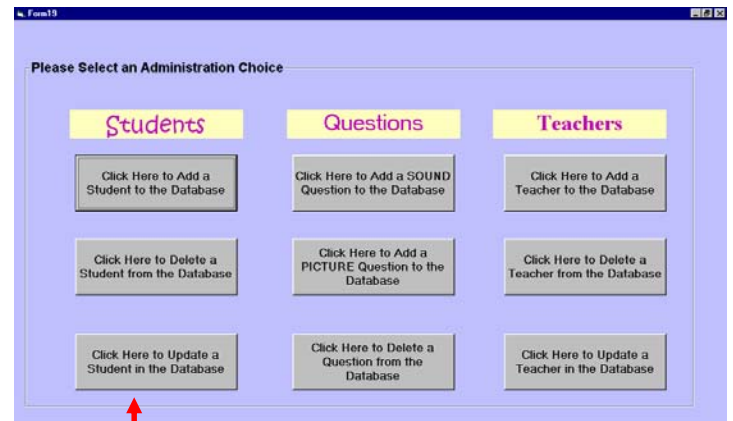 Form19
Please Select an Administration Choice
Students
Questions
Teachers
Click Here to Add a
Student to the Database
Click Here to Add a SOUND
Question to the Database
Click Here to Add a
Teacher to the Database
Click Here to Delete a
Student from the Database
Click Here to Add a
PICTURE Question to the
Database
Click Here to Delete a
Teacher from the Database
Click Here to Update a
Student in the Database
Click Here to Delete a
Question from the
Database
Click Here to Update a
Teacher in the Database